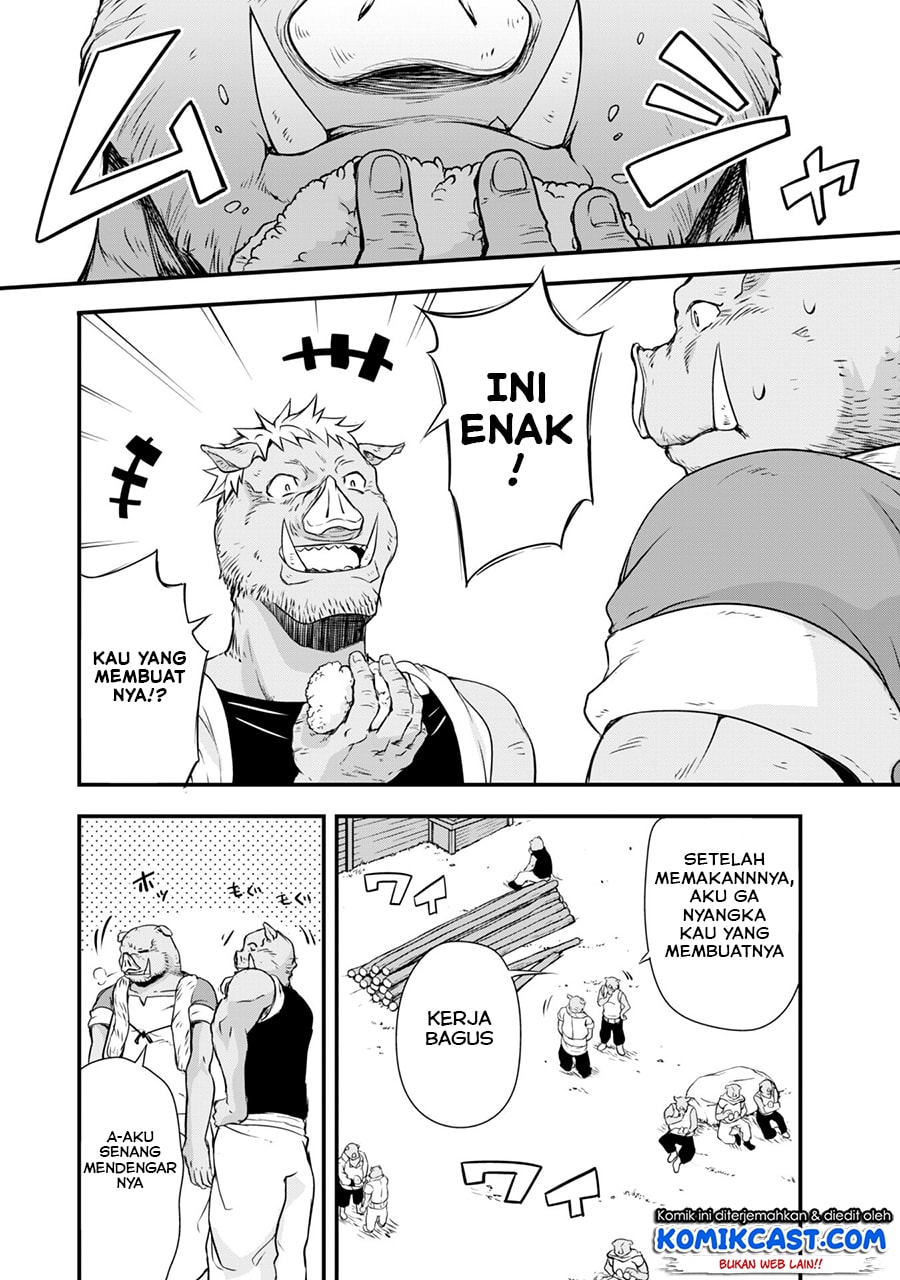 ムシャ
INI
ENAK
!
KAU YANG
MEMBUAT
NYA!?
SETELAH
MEMAKANNNYA,
AKU GA
NYANGKA
KAU YANG
MEMBUATNYA
ワイ
KERJA
BAGUS
ワイ
もぐ
ホッ
A-AKU
SENANG
MENDENGAR
NYA
Komik ini diterjemahkan & diedit oleh
KOMIKCAST.COM
BUKAN WEB LAIN!!